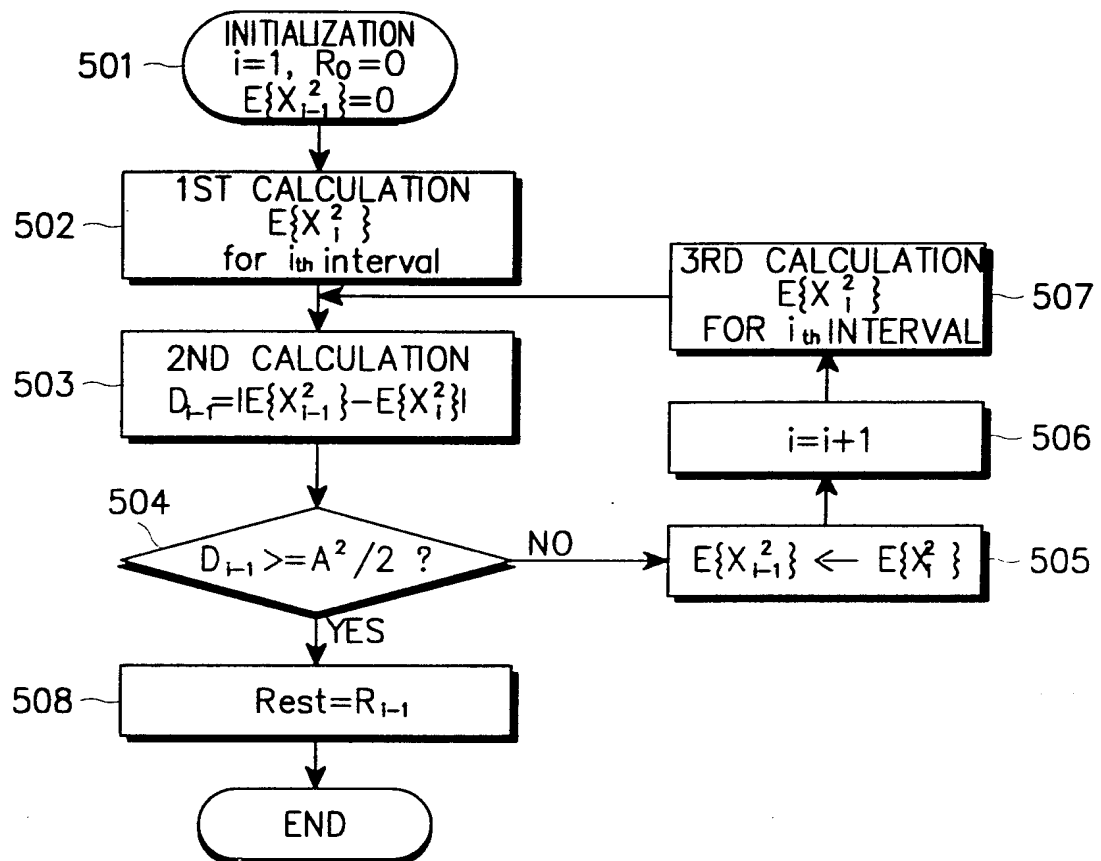 INITIALIZATION
i=1, R₀=0
E{X²ᵢ₋₁}=0
501
1ST CALCULATION
E{X²ᵢ}
for iₜₕ interval
502
3RD CALCULATION
E{X²ᵢ}
FOR iₜₕ INTERVAL
507
2ND CALCULATION
Dᵢ₋₁=|E{X²ᵢ₋₁}−E{X²ᵢ}|
503
i=i+1
506
504
Dᵢ₋₁>=A²/2 ?
NO
E{X²ᵢ₋₁} ← E{X²ᵢ}
505
YES
508
Rest=Rᵢ₋₁
END